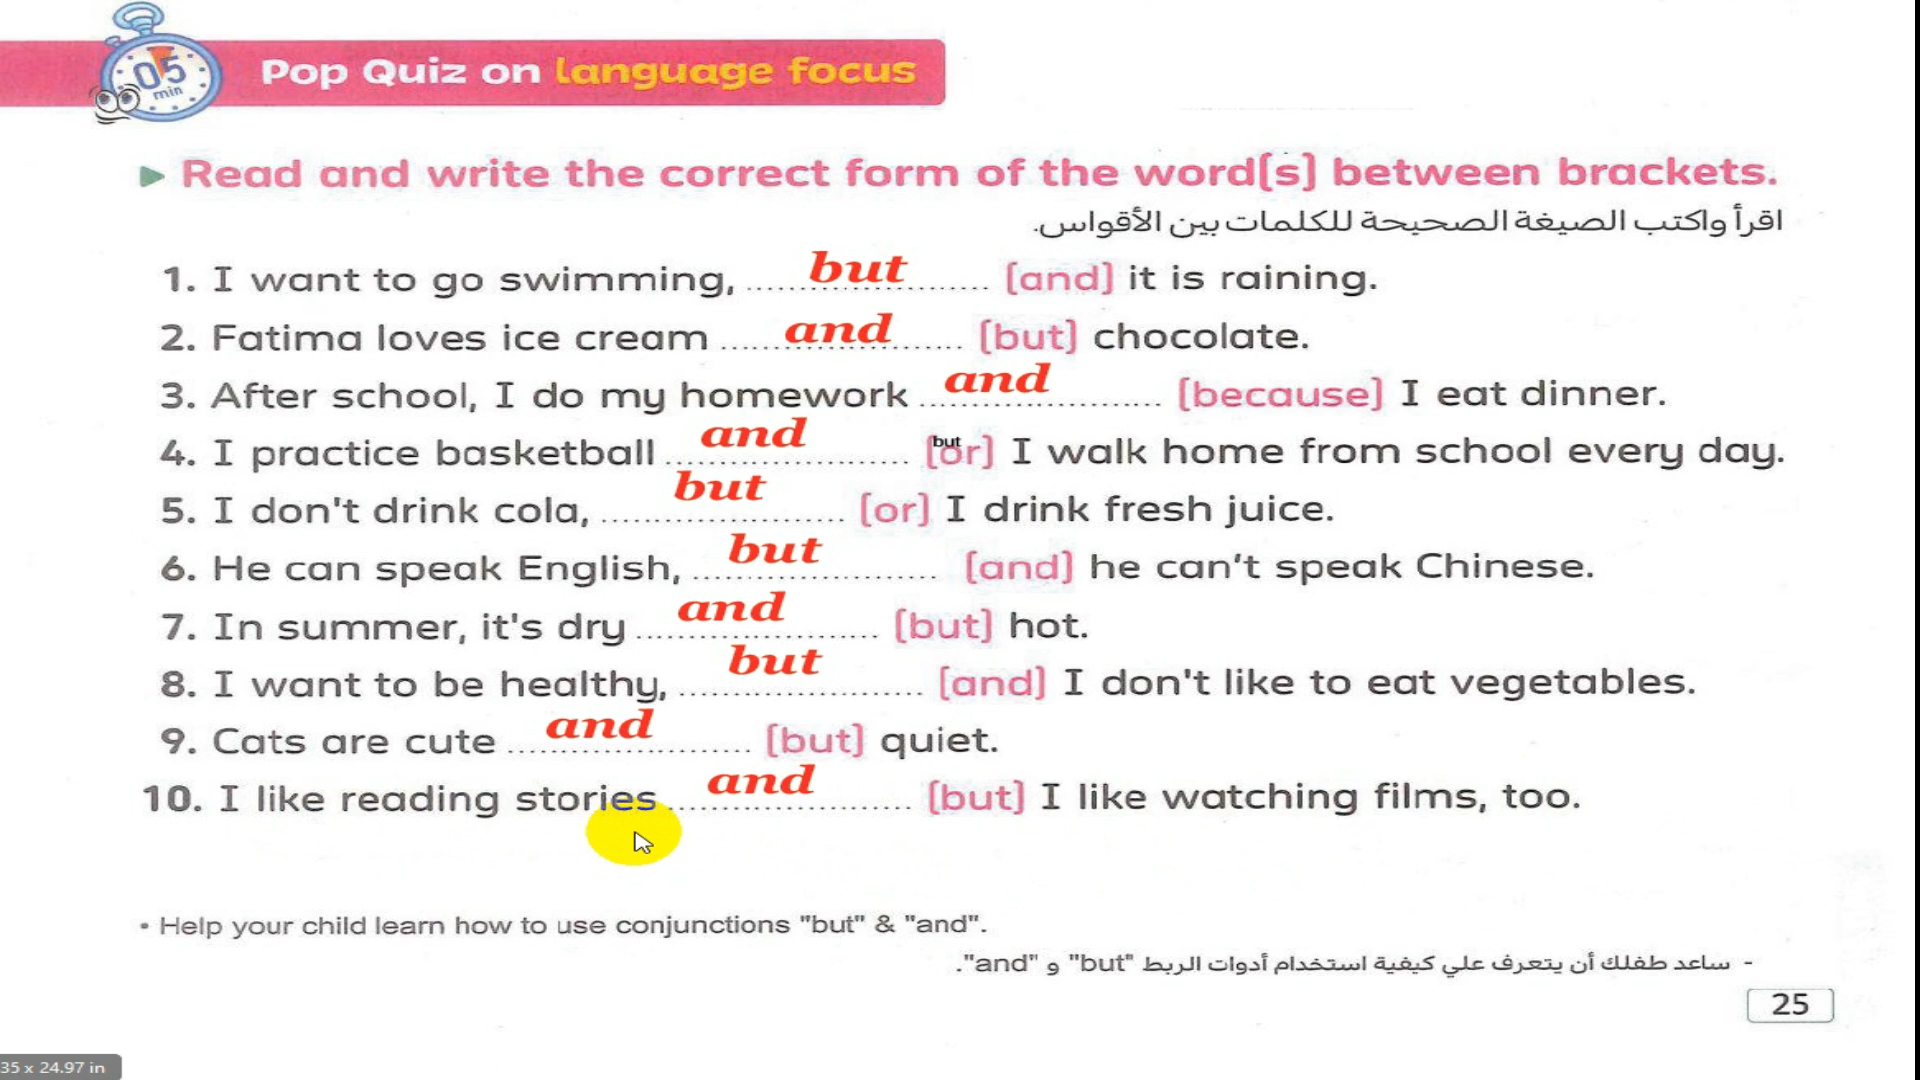 05 min
Pop Quiz on language focus
Read and write the correct form of the word(s) between brackets.
اقرأ واكتب الصيغة الصحيحة للكلمات بين الأقواس.
1. I want to go swimming, ........ but ........ [and] it is raining.
2. Fatima loves ice cream ........ and ........ [but] chocolate.
3. After school, I do my homework ........ and ........ [because] I eat dinner.
4. I practice basketball ........ and ........ [or] but I walk home from school every day.
5. I don't drink cola, ........ but ........ [or] I drink fresh juice.
6. He can speak English, ........ but ........ [and] he can't speak Chinese.
7. In summer, it's dry ........ and ........ [but] hot.
8. I want to be healthy, ........ but ........ [and] I don't like to eat vegetables.
9. Cats are cute ........ and ........ [but] quiet.
10. I like reading stories ........ and ........ [but] I like watching films, too.
• Help your child learn how to use conjunctions "but" & "and".
- ساعد طفلك أن يتعرف علي كيفية استخدام أدوات الربط "but" و "and".
25
35 x 24.97 in